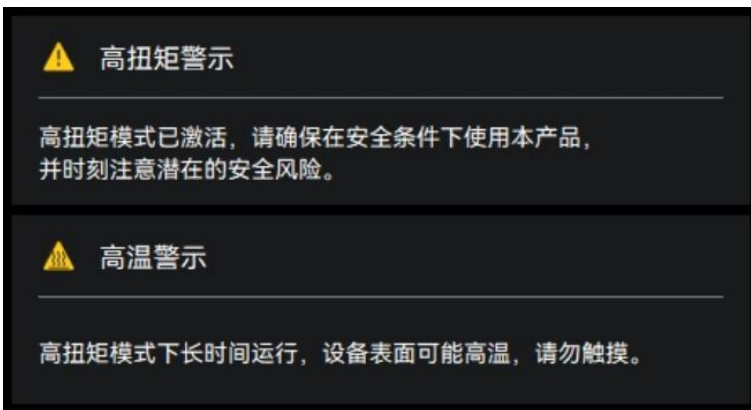 高扭矩警示
高扭矩模式已激活，请确保在安全条件下使用本产品，
并时刻注意潜在的安全风险。
高温警示
高扭矩模式下长时间运行，设备表面可能高温，请勿触摸。